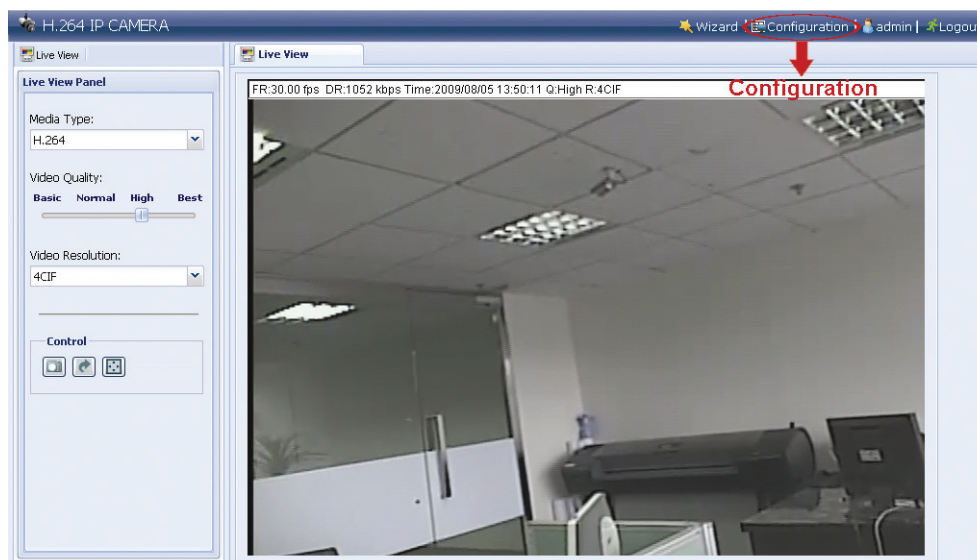 H.264 IP CAMERA
Wizard | Configuration | admin | Logout
Live View
Live View
Configuration
Live View Panel
FR:30.00 fps DR:1052 kbps Time:2009/08/05 13:50:11 Q:High R:4CIF
Media Type:
H.264
Video Quality:
Basic Normal High Best
Video Resolution:
4CIF
Control